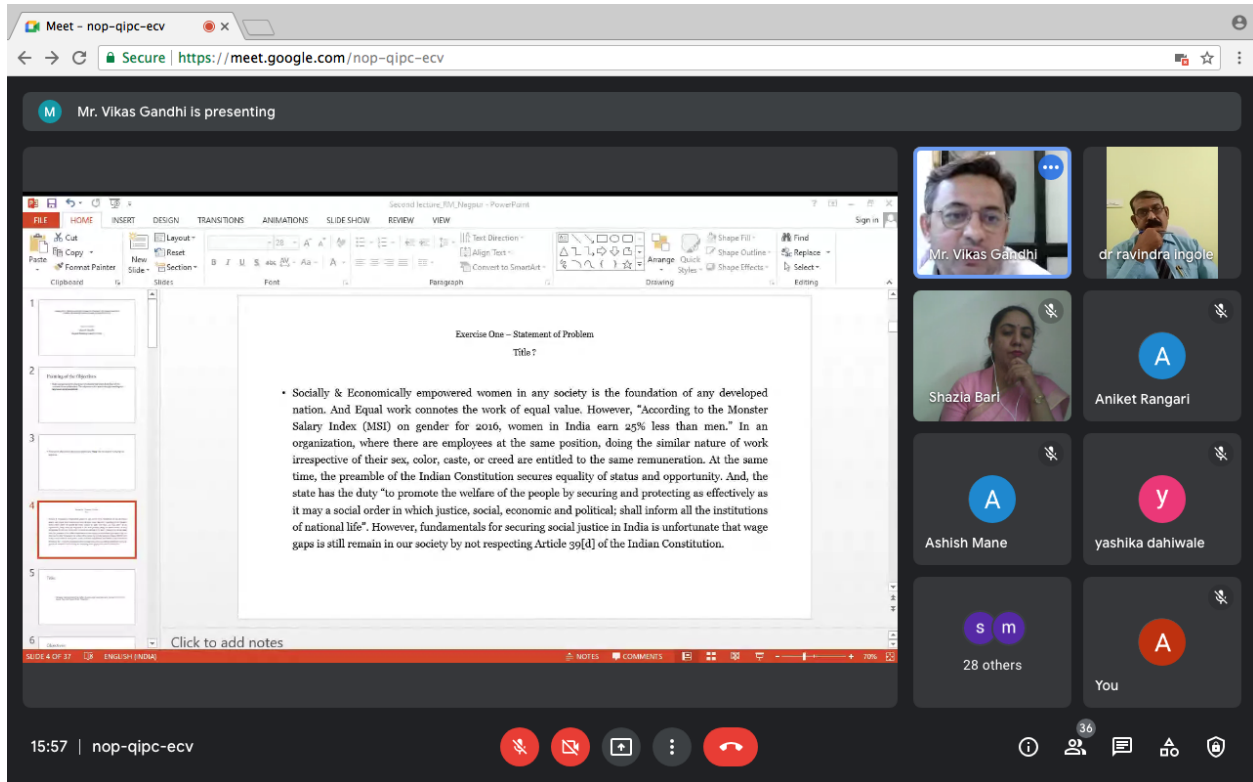 Meet - nop-qipc-ecv
Secure | https://meet.google.com/nop-qipc-ecv
M Mr. Vikas Gandhi is presenting
Second lecture_RM_Nagpur - PowerPoint
FILE HOME INSERT DESIGN TRANSITIONS ANIMATIONS SLIDE SHOW REVIEW VIEW Sign in
Paste
Cut
Copy
Format Painter
Clipboard
New Slide
Layout
Reset
Section
Slides
28
Font
Text Direction
Align Text
Convert to SmartArt
Paragraph
Arrange
Quick Styles
Shape Fill
Shape Outline
Shape Effects
Drawing
Find
Replace
Select
Editing
1
2
3
4
5
Title
6
Exercise One – Statement of Problem
Title ?
• Socially & Economically empowered women in any society is the foundation of any developed
nation. And Equal work connotes the work of equal value. However, "According to the Monster
Salary Index (MSI) on gender for 2016, women in India earn 25% less than men." In an
organization, where there are employees at the same position, doing the similar nature of work
irrespective of their sex, color, caste, or creed are entitled to the same remuneration. At the same
time, the preamble of the Indian Constitution secures equality of status and opportunity. And, the
state has the duty “to promote the welfare of the people by securing and protecting as effectively as
it may a social order in which justice, social, economic and political; shall inform all the institutions
of national life”. However, fundamentals for securing social justice in India is unfortunate that wage
gaps is still remain in our society by not respecting Article 39[d] of the Indian Constitution.
Click to add notes
SLIDE 4 OF 37 ENGLISH (INDIA) NOTES COMMENTS 70%
Mr. Vikas Gandhi
dr ravindra ingole
Shazia Bari
A
Aniket Rangari
A
Ashish Mane
y
yashika dahiwale
s m
28 others
A
You
15:57 | nop-qipc-ecv
36